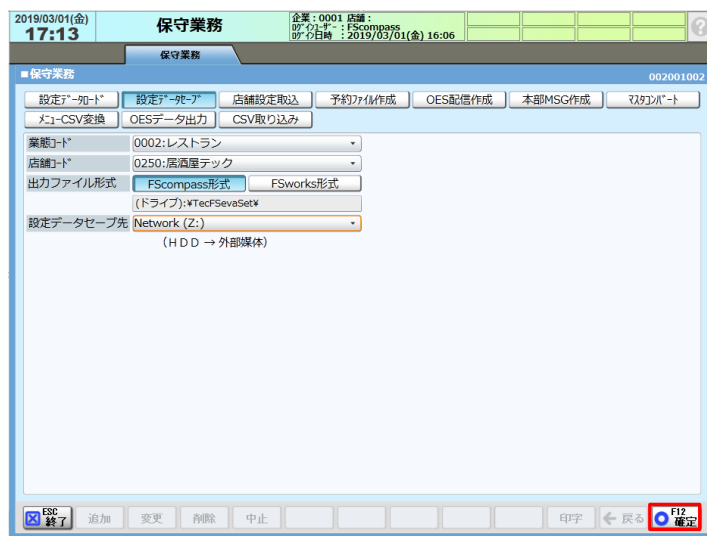 2019/03/01(金)
17:13
保守業務
企業：0001 店舗：
ﾛｸﾞｲﾝﾕｰｻﾞｰ：FScompass
ﾛｸﾞｲﾝ日時 ：2019/03/01(金) 16:06
?
保守業務
■保守業務
002001002
設定ﾃﾞｰﾀﾛｰﾄﾞ 設定ﾃﾞｰﾀｾｰﾌﾞ 店舗設定取込 予約ﾌｧｲﾙ作成 OES配信作成 本部MSG作成 ﾏｽﾀｺﾝﾊﾞｰﾄ
ﾒﾆｭｰCSV変換 OESデータ出力 CSV取り込み
業態ｺｰﾄﾞ 0002:レストラン
店舗ｺｰﾄﾞ 0250:居酒屋テック
出力ファイル形式 FScompass形式 FSworks形式
(ドライブ):¥TecFSevaSet¥
設定データセーブ先 Network (Z:)
（ＨＤＤ → 外部媒体）
ESC 終了 追加 変更 削除 中止 印字 ← 戻る F12 確定